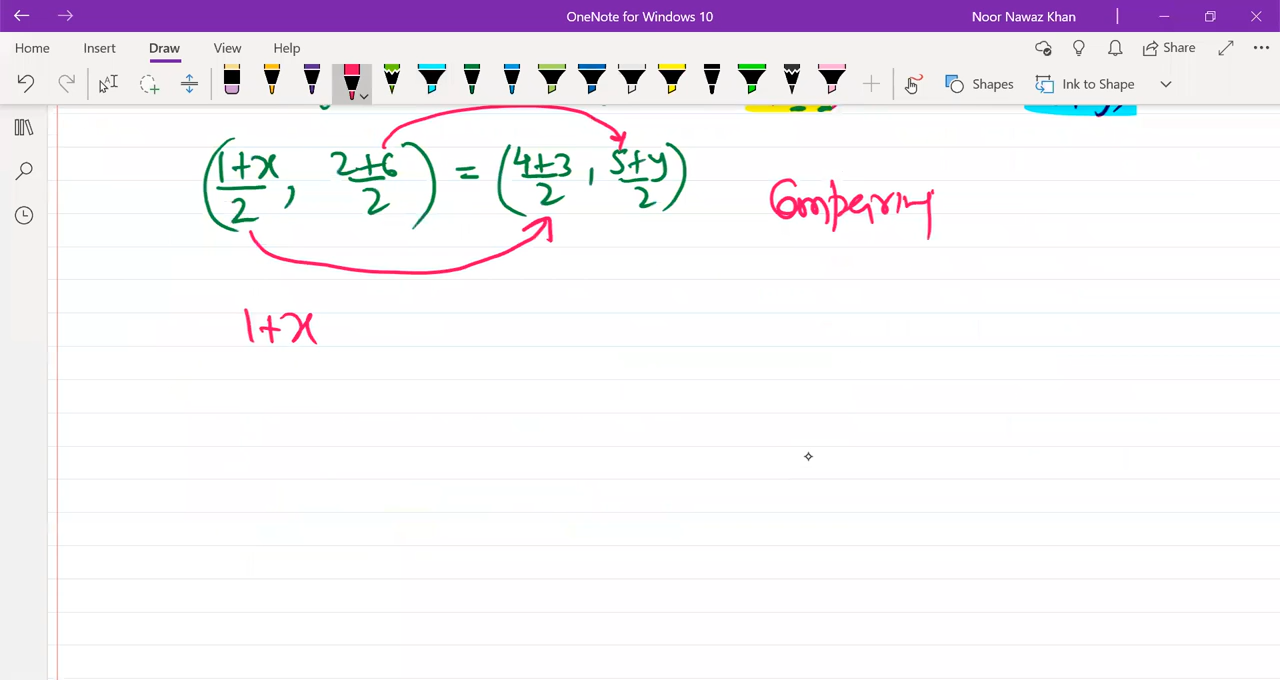 OneNote for Windows 10
Noor Nawaz Khan
Home Insert Draw View Help
Share
Shapes
Ink to Shape
((1+x)/2, (2+6)/2) = ((4+3)/2, (5+y)/2)
Comparing
1+x